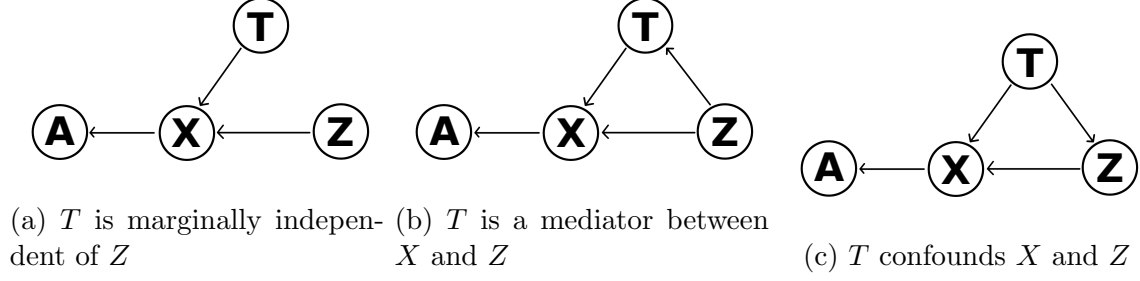 T
A X Z
(a) T is marginally indepen-
dent of Z
T
A X Z
(b) T is a mediator between
X and Z
T
A X Z
(c) T confounds X and Z